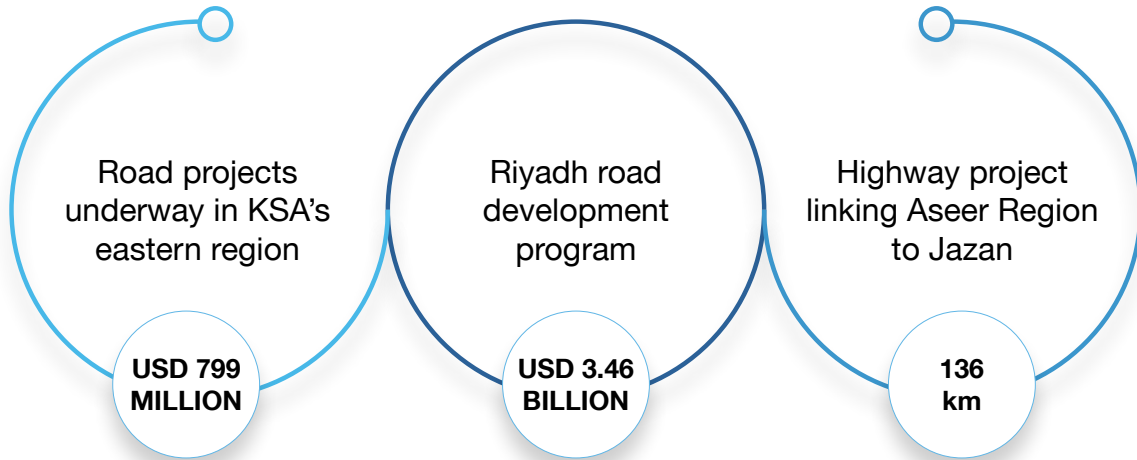 Road projects
underway in KSA's
eastern region
USD 799
MILLION
Riyadh road
development
program
USD 3.46
BILLION
Highway project
linking Aseer Region
to Jazan
136
km